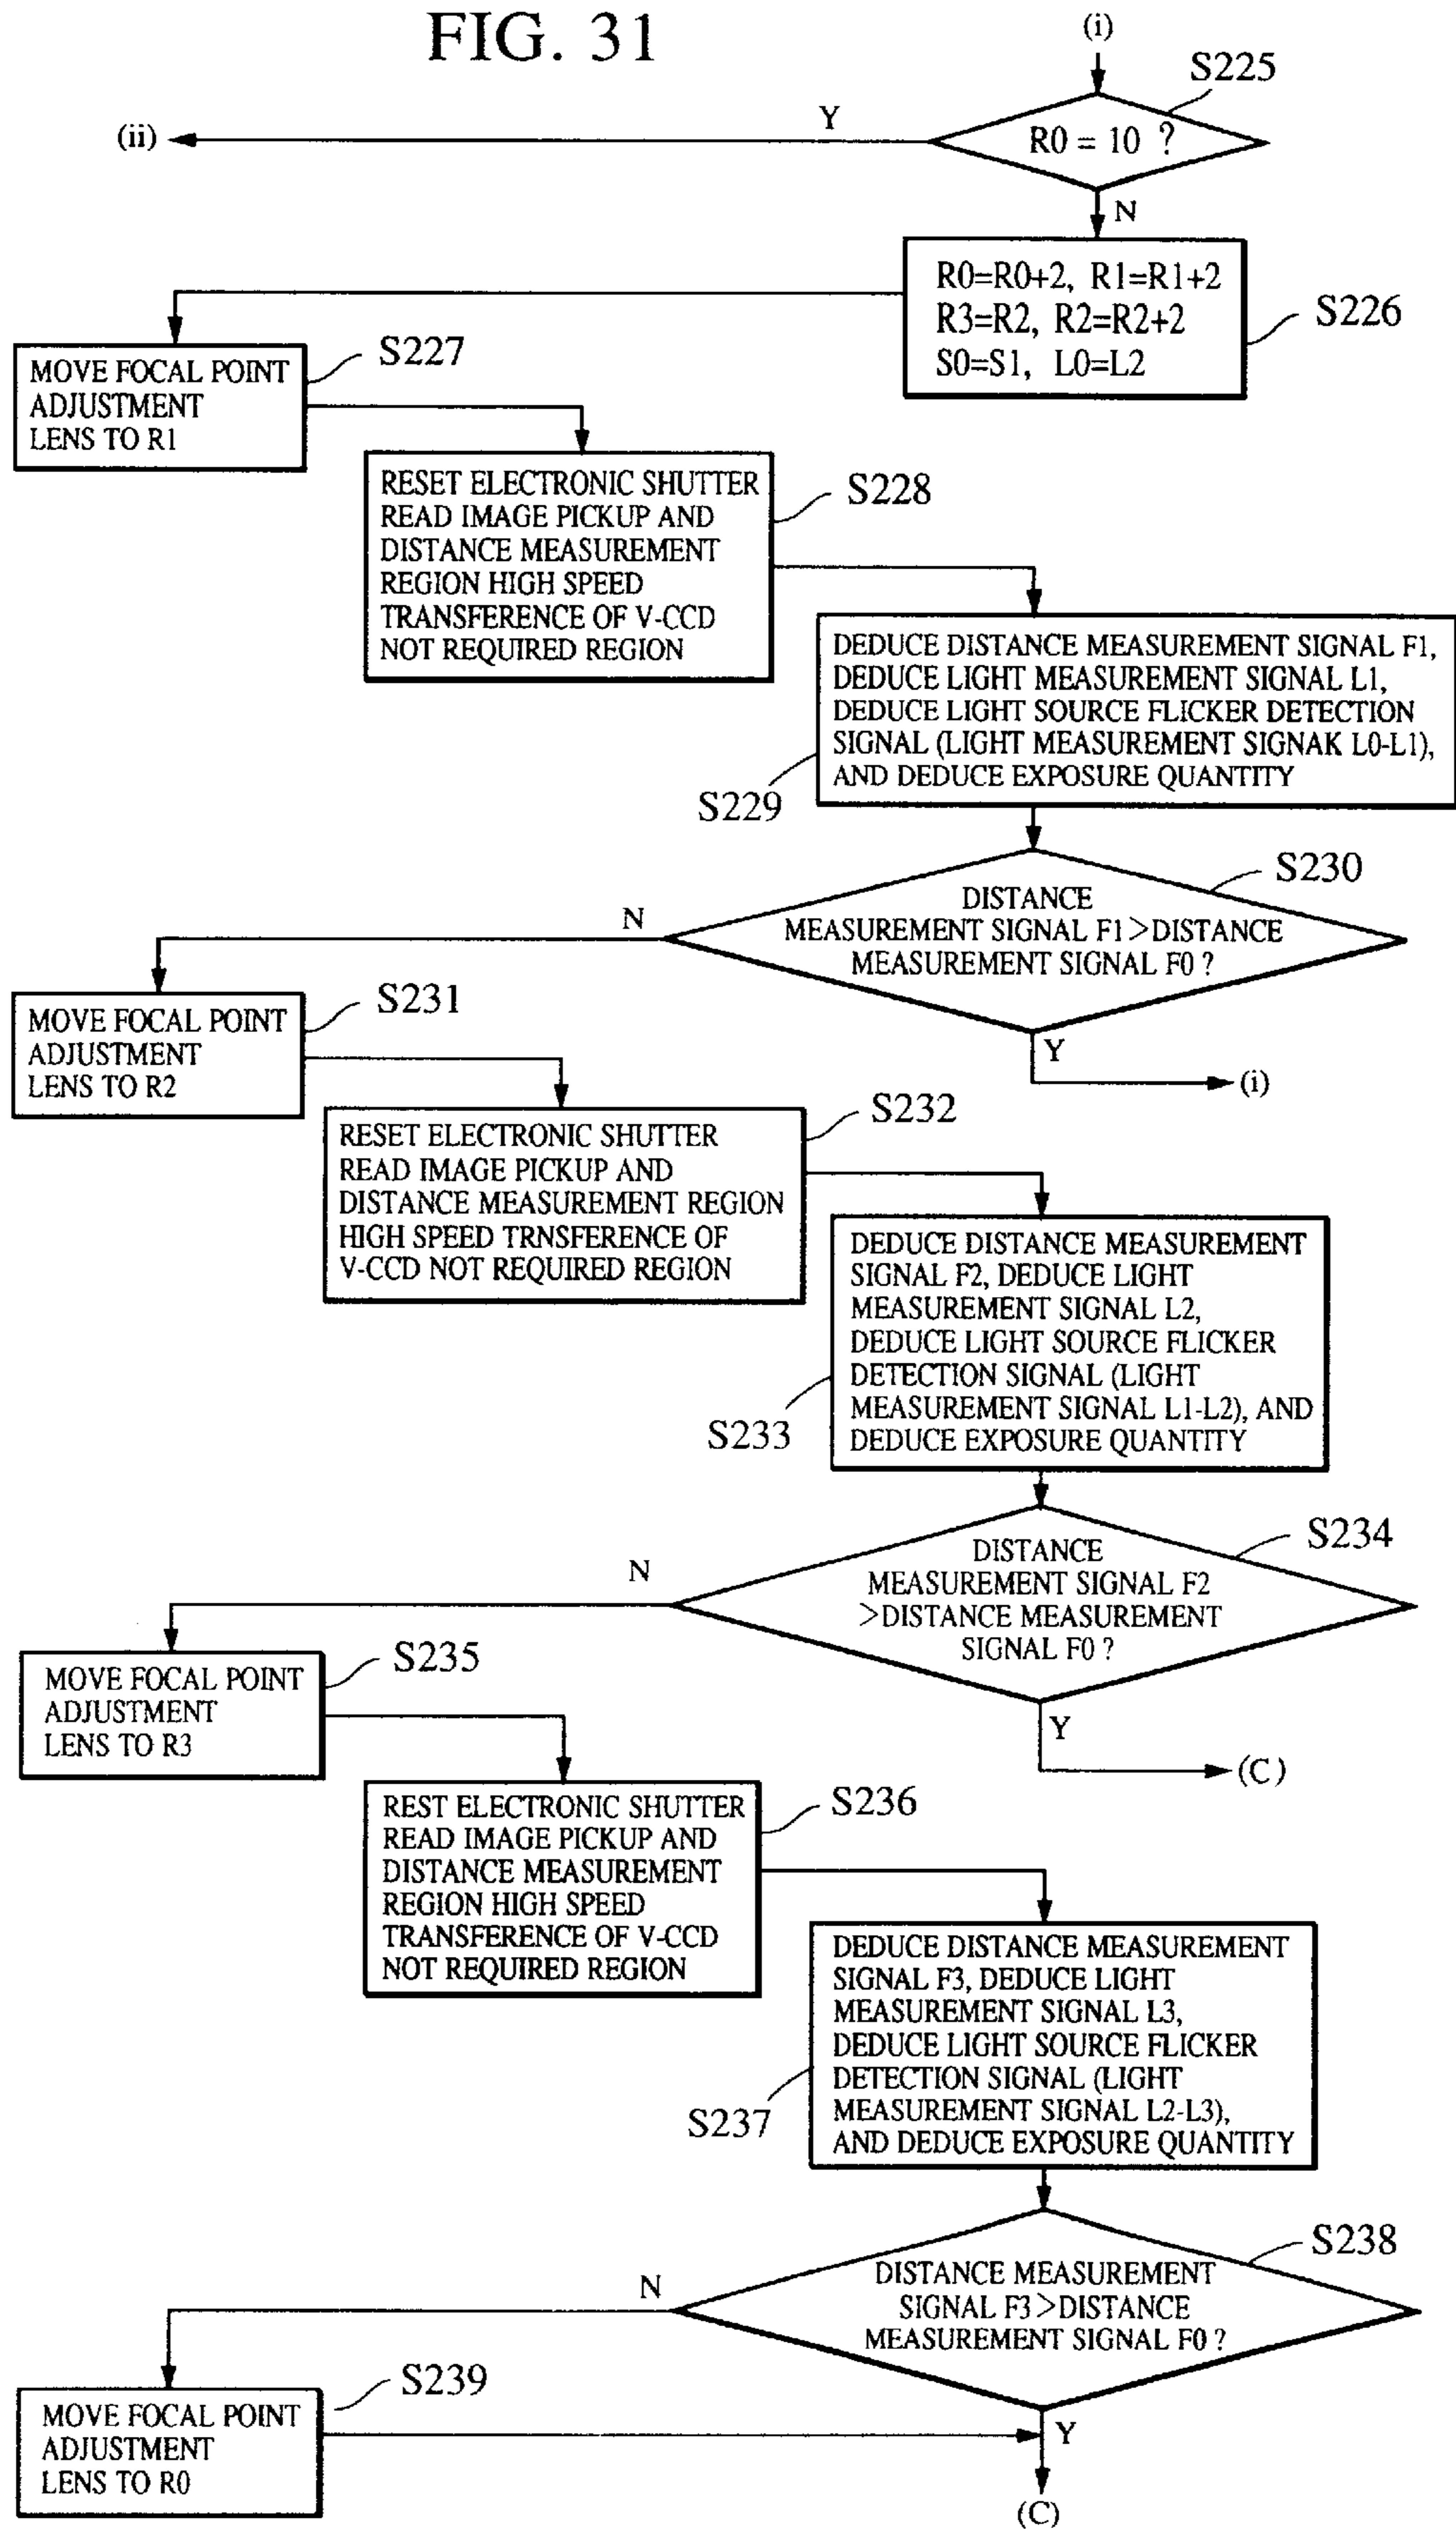 FIG. 31
(i)
S225
(ii)
Y
R0 = 10 ?
N
R0=R0+2, R1=R1+2
R3=R2, R2=R2+2
S0=S1, L0=L2
S226
S227
MOVE FOCAL POINT
ADJUSTMENT
LENS TO R1
S228
RESET ELECTRONIC SHUTTER
READ IMAGE PICKUP AND
DISTANCE MEASUREMENT
REGION HIGH SPEED
TRANSFERENCE OF V-CCD
NOT REQUIRED REGION
DEDUCE DISTANCE MEASUREMENT SIGNAL F1,
DEDUCE LIGHT MEASUREMENT SIGNAL L1,
DEDUCE LIGHT SOURCE FLICKER DETECTION
SIGNAL (LIGHT MEASUREMENT SIGNAK L0-L1),
AND DEDUCE EXPOSURE QUANTITY
S229
S230
DISTANCE
MEASUREMENT SIGNAL F1>DISTANCE
MEASUREMENT SIGNAL F0 ?
N
Y
(i)
S231
MOVE FOCAL POINT
ADJUSTMENT
LENS TO R2
S232
RESET ELECTRONIC SHUTTER
READ IMAGE PICKUP AND
DISTANCE MEASUREMENT REGION
HIGH SPEED TRNSFERENCE OF
V-CCD NOT REQUIRED REGION
DEDUCE DISTANCE MEASUREMENT
SIGNAL F2, DEDUCE LIGHT
MEASUREMENT SIGNAL L2,
DEDUCE LIGHT SOURCE FLICKER
DETECTION SIGNAL (LIGHT
MEASUREMENT SIGNAL L1-L2), AND
DEDUCE EXPOSURE QUANTITY
S233
S234
DISTANCE
MEASUREMENT SIGNAL F2
>DISTANCE MEASUREMENT
SIGNAL F0 ?
N
Y
(C)
S235
MOVE FOCAL POINT
ADJUSTMENT
LENS TO R3
S236
REST ELECTRONIC SHUTTER
READ IMAGE PICKUP AND
DISTANCE MEASUREMENT
REGION HIGH SPEED
TRANSFERENCE OF V-CCD
NOT REQUIRED REGION
DEDUCE DISTANCE MEASUREMENT
SIGNAL F3, DEDUCE LIGHT
MEASUREMENT SIGNAL L3,
DEDUCE LIGHT SOURCE FLICKER
DETECTION SIGNAL (LIGHT
MEASUREMENT SIGNAL L2-L3),
AND DEDUCE EXPOSURE QUANTITY
S237
S238
DISTANCE MEASUREMENT
SIGNAL F3>DISTANCE
MEASUREMENT SIGNAL F0 ?
N
S239
MOVE FOCAL POINT
ADJUSTMENT
LENS TO R0
Y
(C)